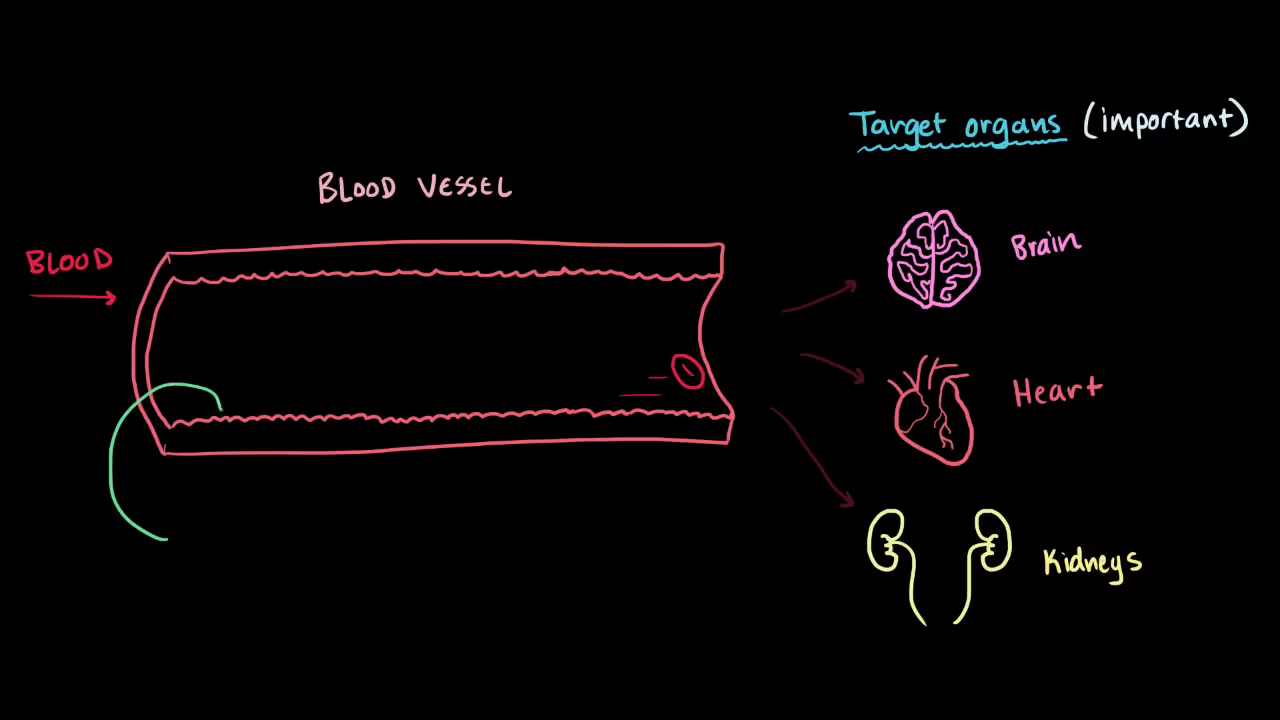 Target organs (important)
BLOOD VESSEL
BLOOD
Brain
Heart
Kidneys